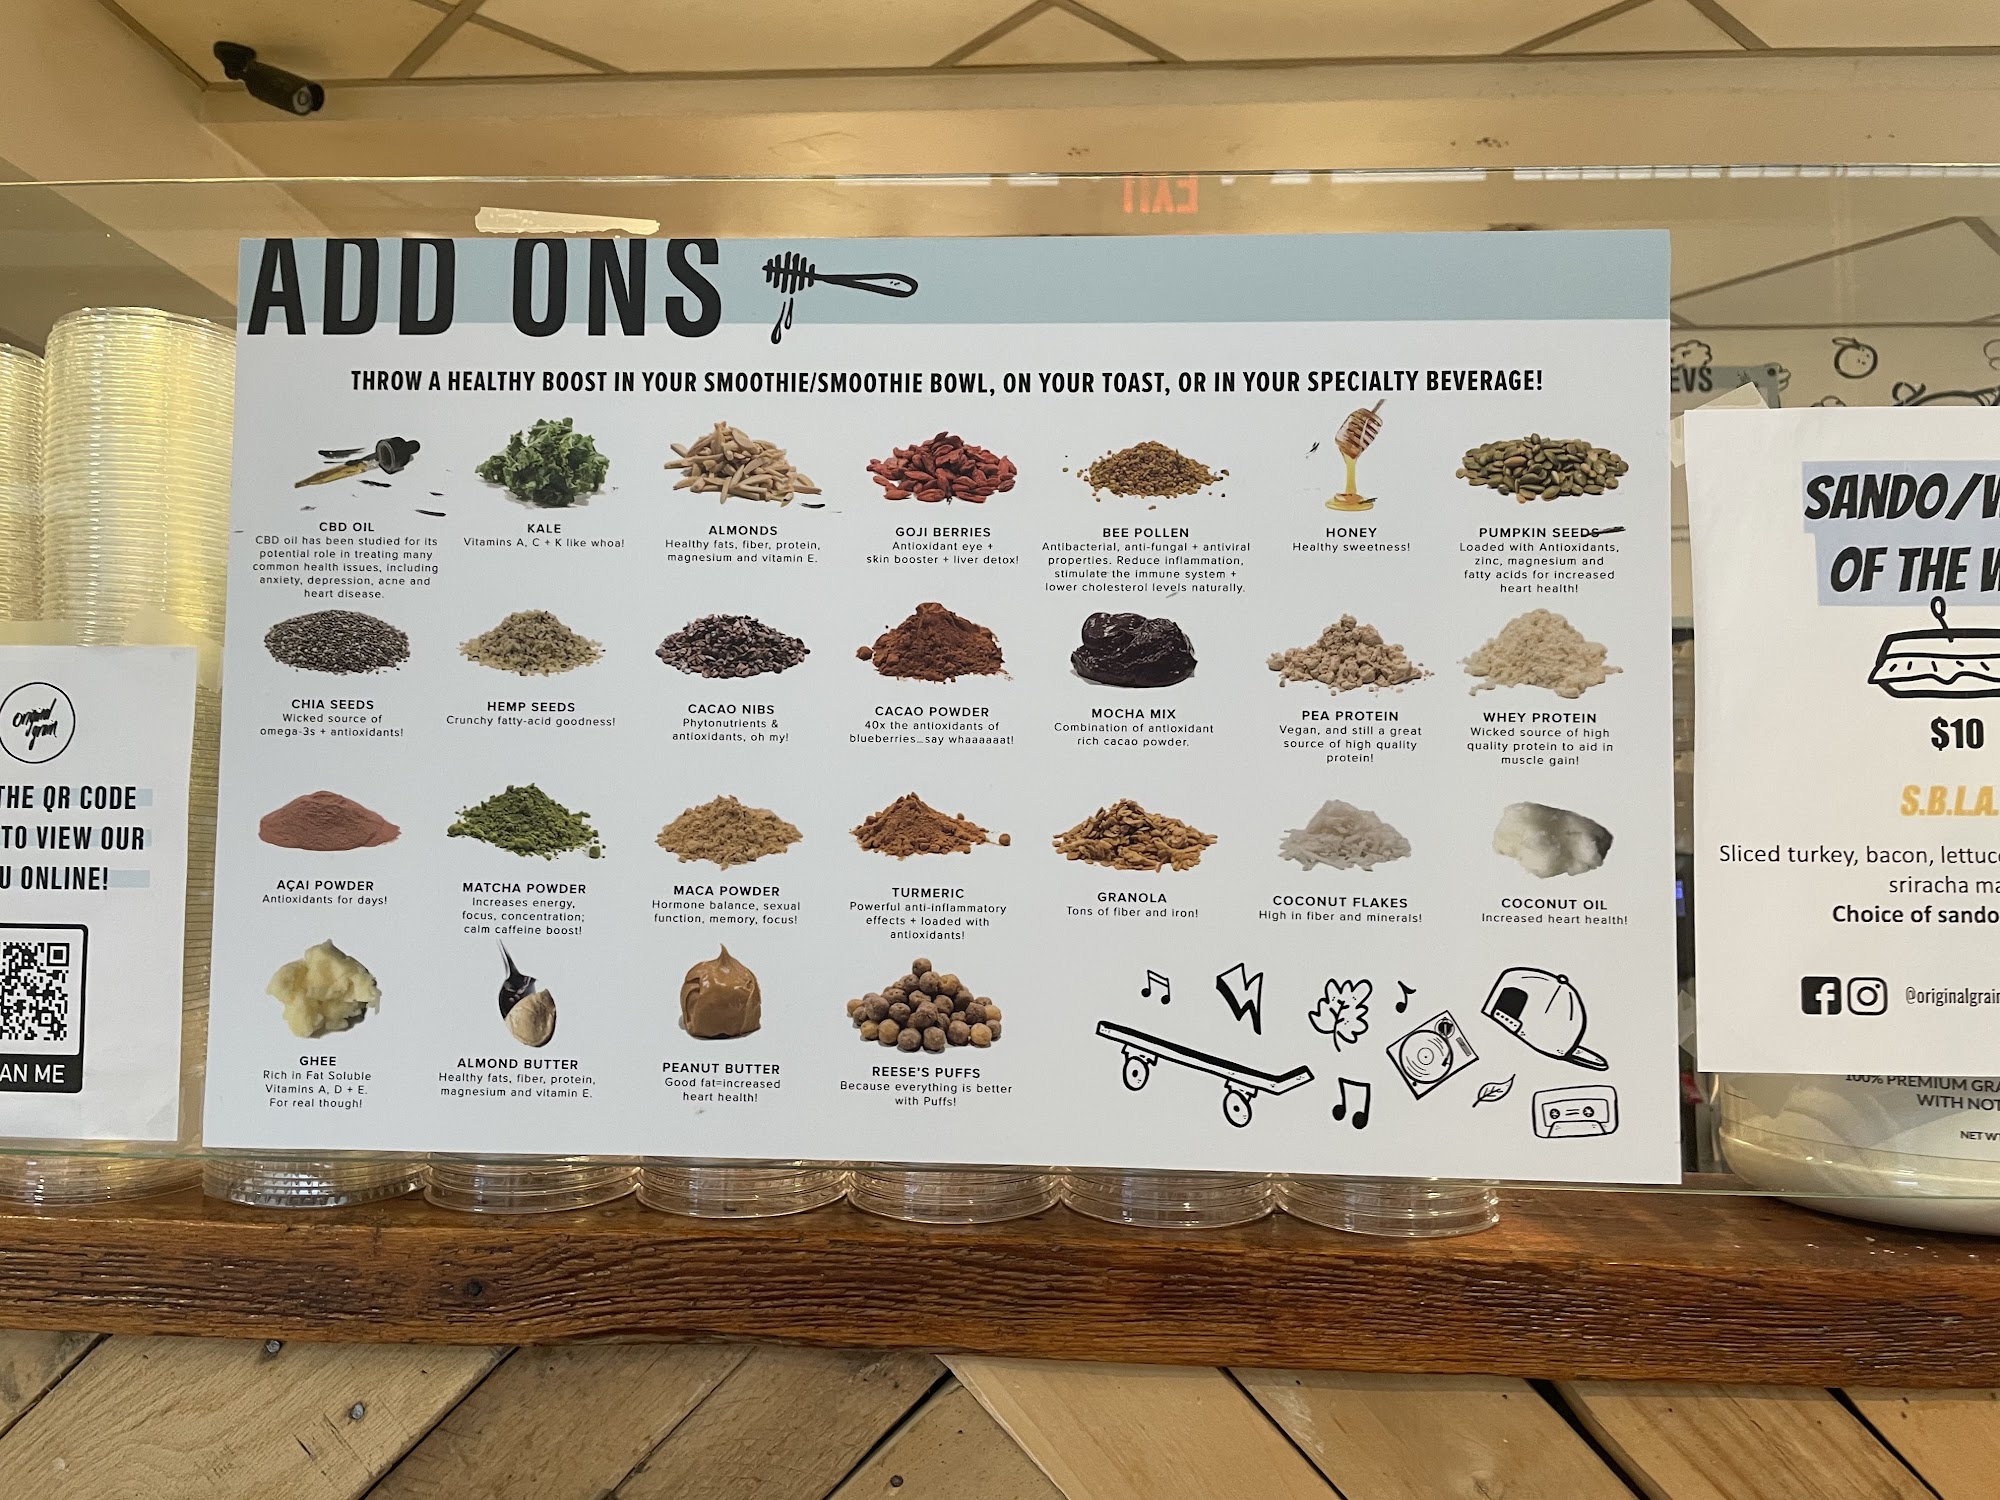 EXIT
ADD ONS
THROW A HEALTHY BOOST IN YOUR SMOOTHIE/SMOOTHIE BOWL, ON YOUR TOAST, OR IN YOUR SPECIALTY BEVERAGE!
CBD OIL
CBD oil has been studied for its
potential role in treating many
common health issues, including
anxiety, depression, acne and
heart disease.
KALE
Vitamins A, C + K like whoa!
ALMONDS
Healthy fats, fiber, protein,
magnesium and vitamin E.
GOJI BERRIES
Antioxidant eye +
skin booster + liver detox!
BEE POLLEN
Antibacterial, anti-fungal + antiviral
properties. Reduce inflammation,
stimulate the immune system +
lower cholesterol levels naturally.
HONEY
Healthy sweetness!
PUMPKIN SEEDS
Loaded with Antioxidants,
zinc, magnesium and
fatty acids for increased
heart health!
CHIA SEEDS
Wicked source of
omega-3s + antioxidants!
HEMP SEEDS
Crunchy fatty-acid goodness!
CACAO NIBS
Phytonutrients &
antioxidants, oh my!
CACAO POWDER
40x the antioxidants of
blueberries...say whaaaaaat!
MOCHA MIX
Combination of antioxidant
rich cacao powder.
PEA PROTEIN
Vegan, and still a great
source of high quality
protein!
WHEY PROTEIN
Wicked source of high
quality protein to aid in
muscle gain!
AÇAI POWDER
Antioxidants for days!
MATCHA POWDER
Increases energy,
focus, concentration;
calm caffeine boost!
MACA POWDER
Hormone balance, sexual
function, memory, focus!
TURMERIC
Powerful anti-inflammatory
effects + loaded with
antioxidants!
GRANOLA
Tons of fiber and iron!
COCONUT FLAKES
High in fiber and minerals!
COCONUT OIL
Increased heart health!
GHEE
Rich in Fat Soluble
Vitamins A, D + E.
For real though!
ALMOND BUTTER
Healthy fats, fiber, protein,
magnesium and vitamin E.
PEANUT BUTTER
Good fat=increased
heart health!
REESE'S PUFFS
Because everything is better
with Puffs!
original
grain
THE QR CODE
TO VIEW OUR
U ONLINE!
AN ME
EVS
SANDO/
OF THE
$10
S.B.L.A.
Sliced turkey, bacon,
sriracha
Choice of sando
@originalgrain
100% PREMIUM
WITH
NET